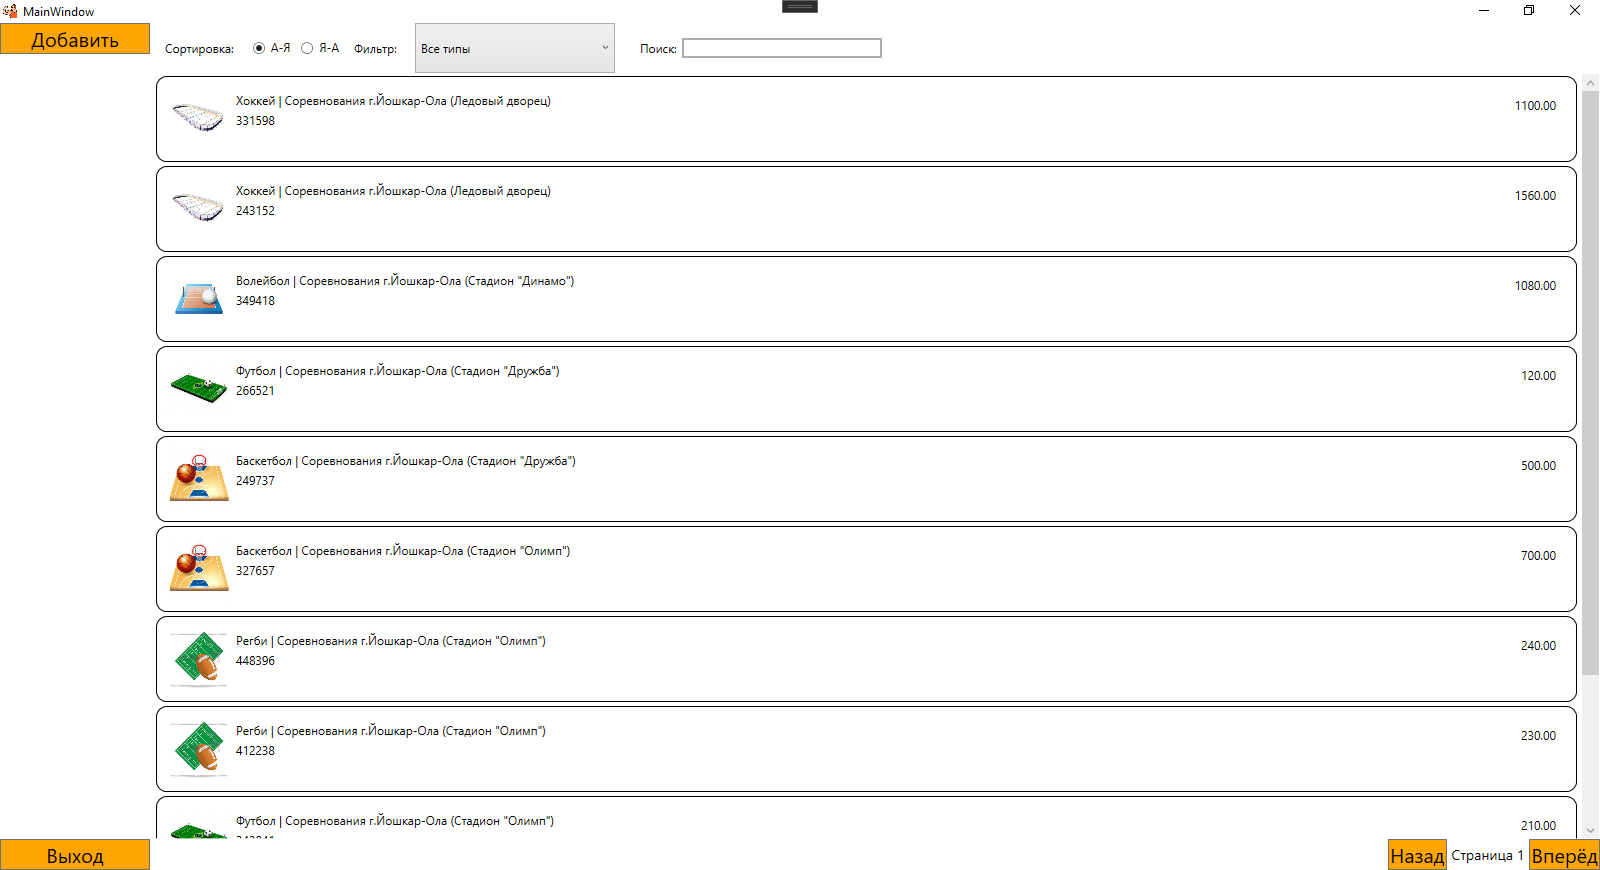 MainWindow
Добавить
Сортировка: А-Я Я-А Фильтр: Все типы Поиск:
Хоккей | Соревнования г.Йошкар-Ола (Ледовый дворец)
1100.00
331598
Хоккей | Соревнования г.Йошкар-Ола (Ледовый дворец)
1560.00
243152
Волейбол | Соревнования г.Йошкар-Ола (Стадион "Динамо")
1080.00
349418
Футбол | Соревнования г.Йошкар-Ола (Стадион "Дружба")
120.00
266521
Баскетбол | Соревнования г.Йошкар-Ола (Стадион "Дружба")
500.00
249737
Баскетбол | Соревнования г.Йошкар-Ола (Стадион "Олимп")
700.00
327657
Регби | Соревнования г.Йошкар-Ола (Стадион "Олимп")
240.00
448396
Регби | Соревнования г.Йошкар-Ола (Стадион "Олимп")
230.00
412238
Футбол | Соревнования г.Йошкар-Ола (Стадион "Олимп")
210.00
Выход
Назад Страница 1 Вперёд